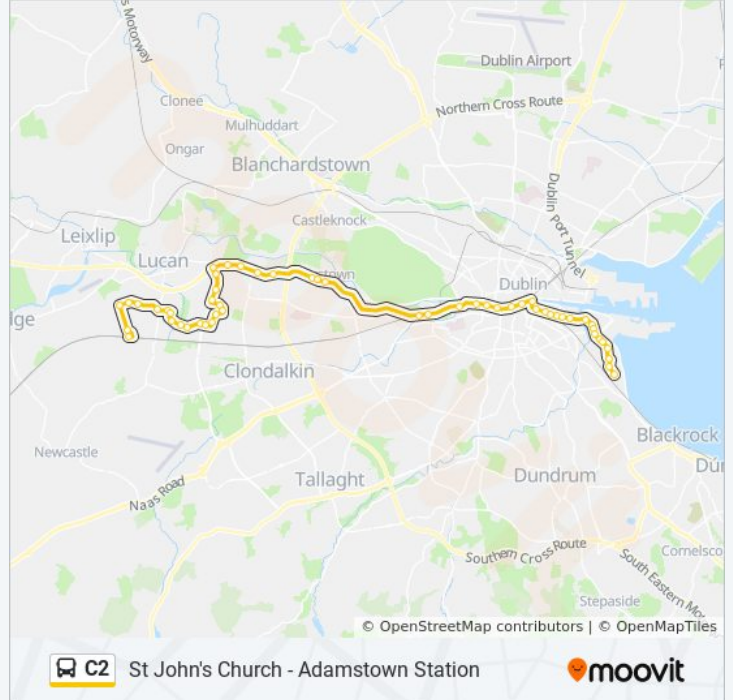 s Motorway
Dublin Airport
Clonee
Northern Cross Route
Mulhuddart
Ongar
Blanchardstown
Dublin Port Tunnel
Castleknock
Leixlip
Lucan
stown
Dublin
lge
Clondalkin
Newcastle
Blackrock
Dún
Tallaght
Dundrum
Naas Road
Southern Cross Route
Cornelsco
South Eastern Mo
Stepaside
© OpenStreetMap contributors | © OpenMapTiles
C2 St John's Church - Adamstown Station
moovit